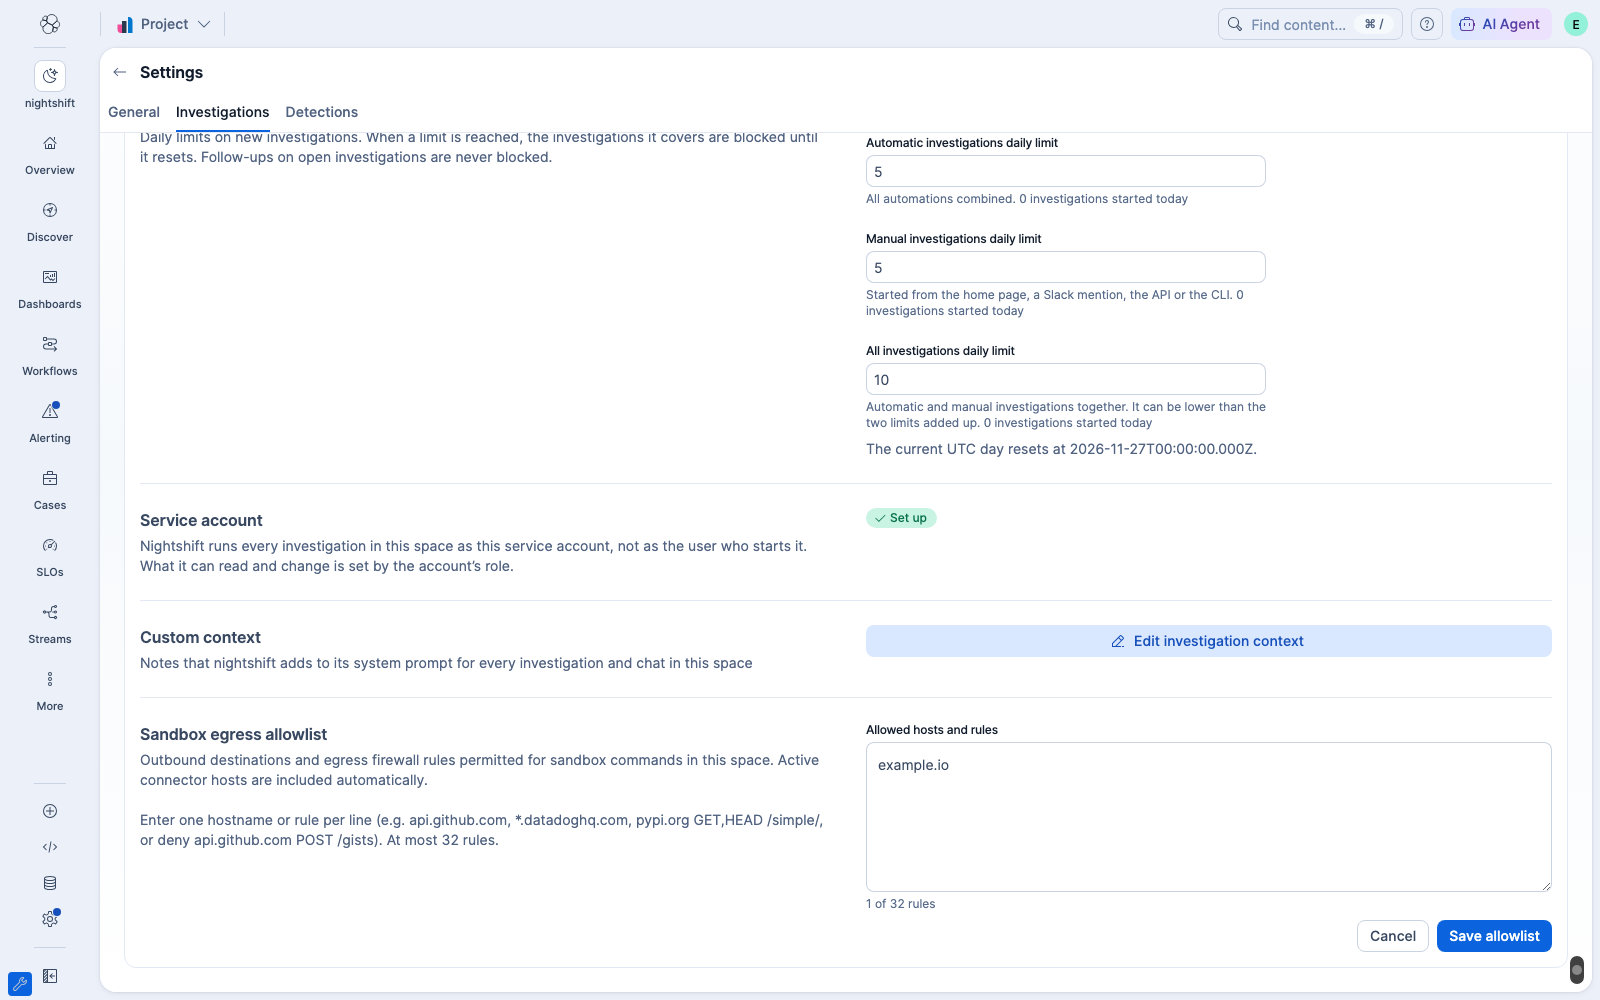 Project
Find content...
⌘ /
AI Agent
E
nightshift
Overview
Discover
Dashboards
Workflows
Alerting
Cases
SLOs
Streams
More
Settings
General
Investigations
Detections
Daily limits on new investigations. When a limit is reached, the investigations it covers are blocked until
it resets. Follow-ups on open investigations are never blocked.
Automatic investigations daily limit
5
All automations combined. 0 investigations started today
Manual investigations daily limit
5
Started from the home page, a Slack mention, the API or the CLI. 0
investigations started today
All investigations daily limit
10
Automatic and manual investigations together. It can be lower than the
two limits added up. 0 investigations started today
The current UTC day resets at 2026-11-27T00:00:00.000Z.
Service account
Nightshift runs every investigation in this space as this service account, not as the user who starts it.
What it can read and change is set by the account’s role.
Set up
Custom context
Notes that nightshift adds to its system prompt for every investigation and chat in this space
Edit investigation context
Sandbox egress allowlist
Outbound destinations and egress firewall rules permitted for sandbox commands in this space. Active
connector hosts are included automatically.
Enter one hostname or rule per line (e.g. api.github.com, *.datadoghq.com, pypi.org GET,HEAD /simple/,
or deny api.github.com POST /gists). At most 32 rules.
Allowed hosts and rules
example.io
1 of 32 rules
Cancel
Save allowlist